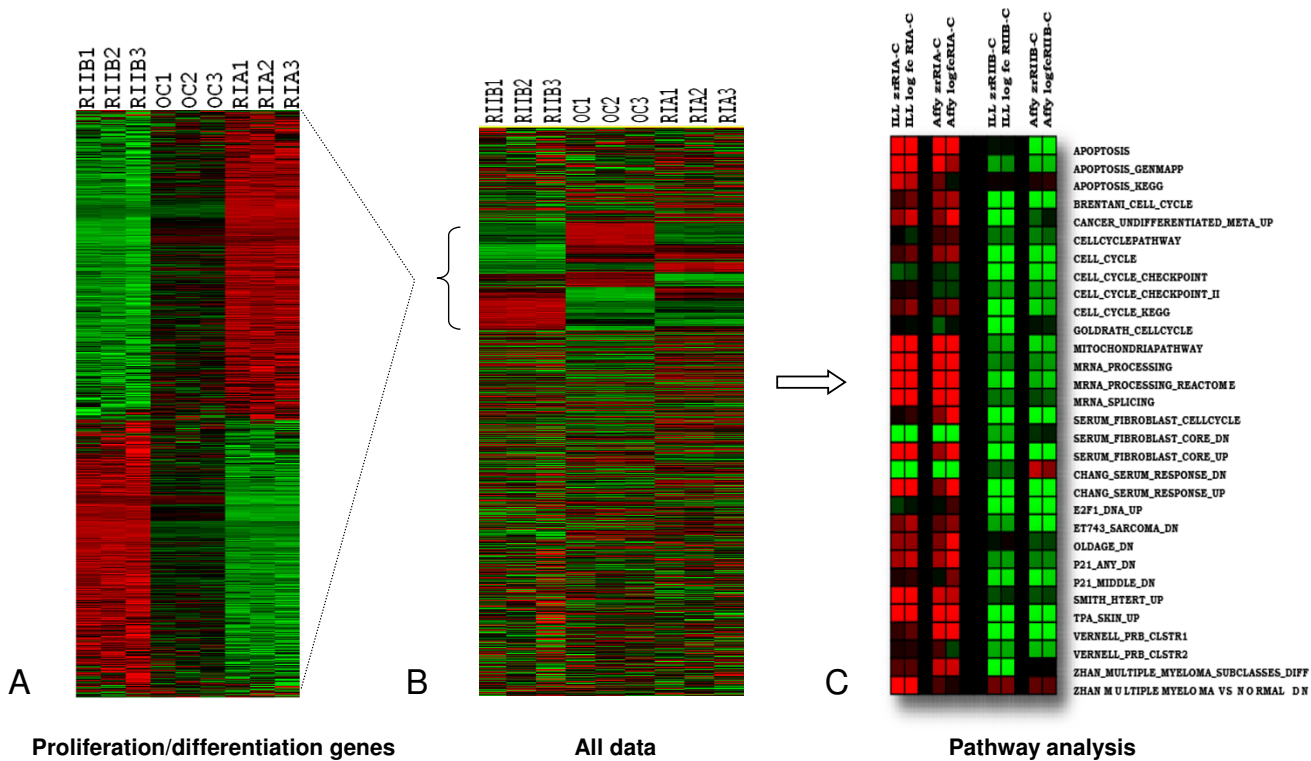 RIIB1
RIIB2
RIIB3
OC1
OC2
OC3
RIA1
RIA2
RIA3
RIIB1
RIIB2
RIIB3
OC1
OC2
OC3
RIA1
RIA2
RIA3
ILL zrRIA-C
ILL log fc RIA-C
Affy zrRIA-C
Affy logfcRIA-C
ILL zrRIIB-C
ILL log fc RIIB-C
Affy zrRIIB-C
Affy logfcRIIB-C
APOPTOSIS
APOPTOSIS_GENMAPP
APOPTOSIS_KEGG
BRENTANI_CELL_CYCLE
CANCER_UNDIFFERENTIATED_META_UP
CELLCYCLEPATHWAY
CELL_CYCLE
CELL_CYCLE_CHECKPOINT
CELL_CYCLE_CHECKPOINT_II
CELL_CYCLE_KEGG
GOLDRATH_CELLCYCLE
MITOCHONDRIAPATHWAY
MRNA_PROCESSING
MRNA_PROCESSING_REACTOME
MRNA_SPLICING
SERUM_FIBROBLAST_CELLCYCLE
SERUM_FIBROBLAST_CORE_DN
SERUM_FIBROBLAST_CORE_UP
CHANG_SERUM_RESPONSE_DN
CHANG_SERUM_RESPONSE_UP
E2F1_DNA_UP
ET743_SARCOMA_DN
OLDAGE_DN
P21_ANY_DN
P21_MIDDLE_DN
SMITH_HTERT_UP
TPA_SKIN_UP
VERNELL_PRB_CLSTR1
VERNELL_PRB_CLSTR2
ZHAN_MULTIPLE_MYELOMA_SUBCLASSES_DIFF
ZHAN MULTIPLE MYELOMA VS NORMAL DN
A
B
C
Proliferation/differentiation genes
All data
Pathway analysis